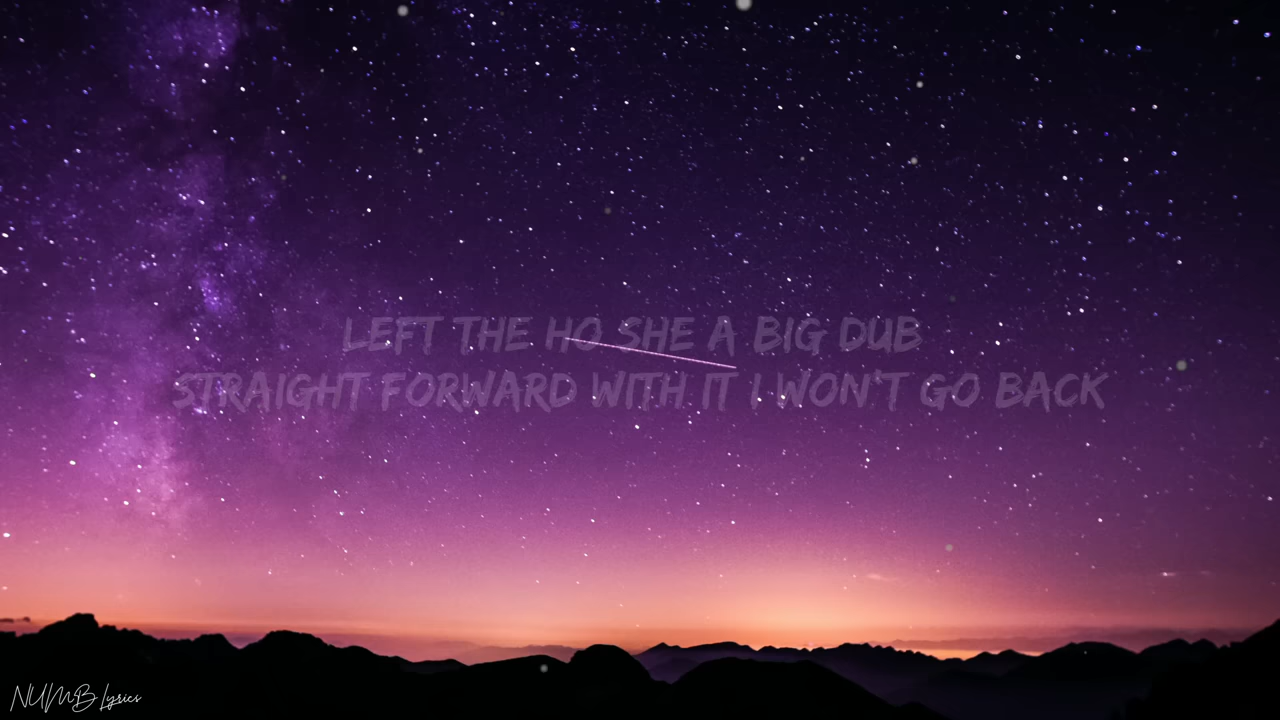 LEFT THE HO SHE A BIG DUB
STRAIGHT FORWARD WITH IT I WON'T GO BACK
NUMB Lyrics